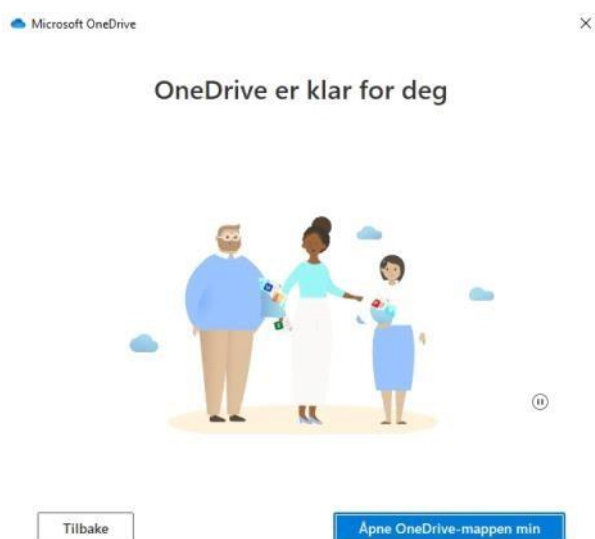 Microsoft OneDrive
OneDrive er klar for deg
Tilbake
Åpne OneDrive-mappen min